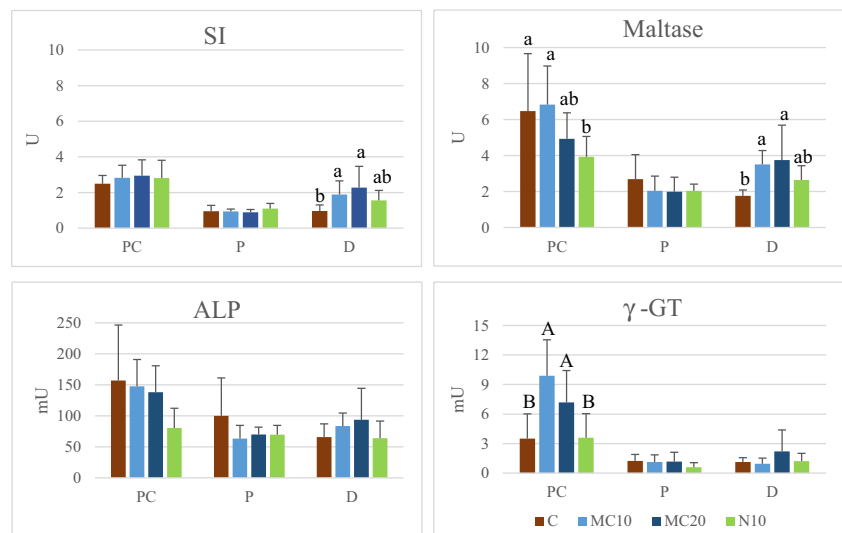 SI
10
8
6
4
2
0
U
b
a
a
ab
PC
P
D
Maltase
10
8
6
4
2
0
U
a
a
ab
b
b
a
a
ab
PC
P
D
ALP
250
200
150
100
50
0
mU
PC
P
D
γ -GT
15
12
9
6
3
0
mU
B
A
A
B
PC
P
D
C MC10 MC20 N10